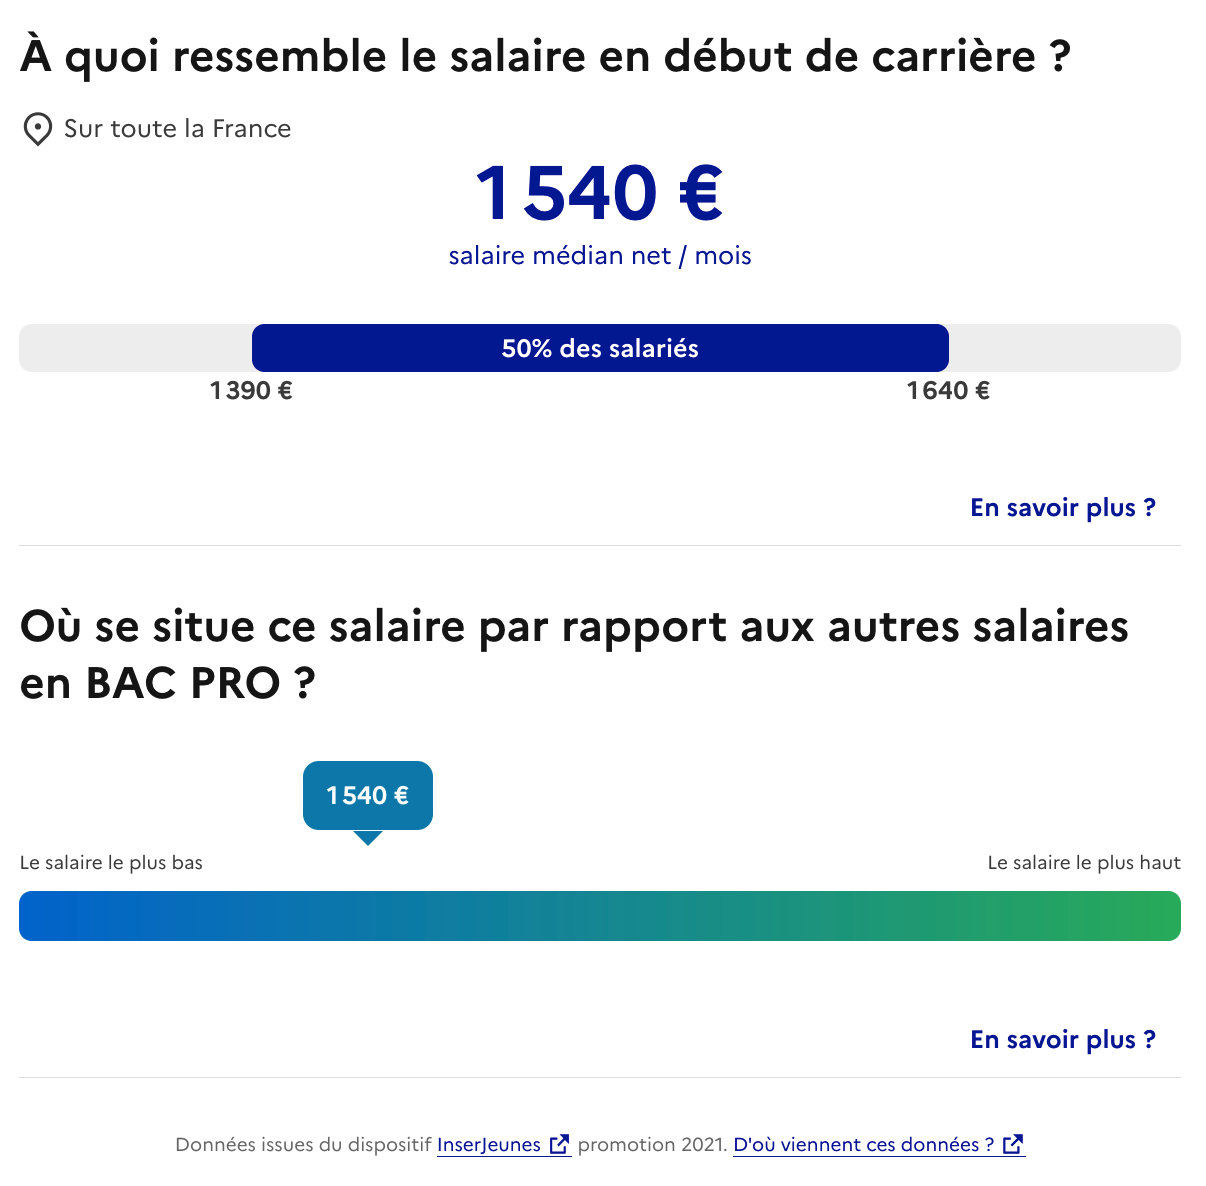 À quoi ressemble le salaire en début de carrière ?
Sur toute la France
1 540 €
salaire médian net / mois
50% des salariés
1 390 €
1 640 €
En savoir plus ?
Où se situe ce salaire par rapport aux autres salaires
en BAC PRO ?
1 540 €
Le salaire le plus bas
Le salaire le plus haut
En savoir plus ?
Données issues du dispositif InserJeunes promotion 2021. D'où viennent ces données ?